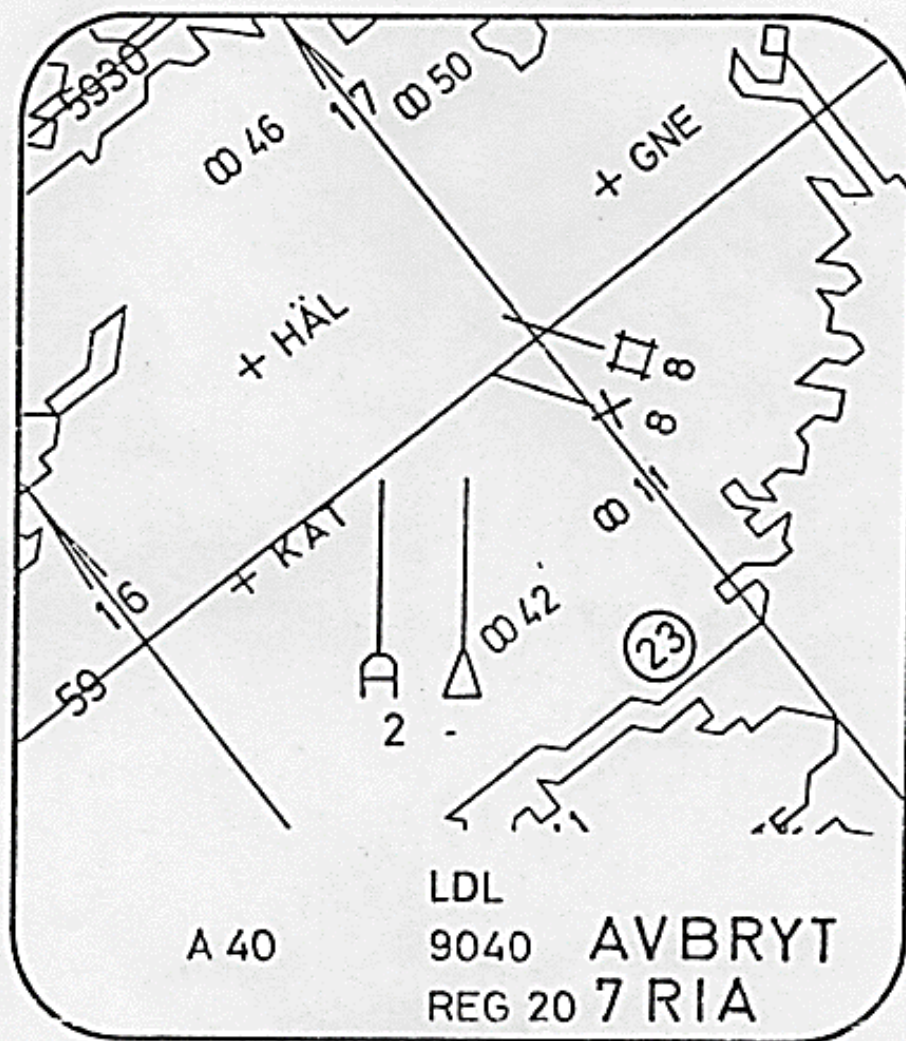 5930
17
∞ 50
∞ 46
+ GNE
+ HÄL
8
8
∞ 11
+ KAT
16
∞ 42
23
59
A
2 -
LDL
A 40
9040 AVBRYT
REG 20 7 RIA